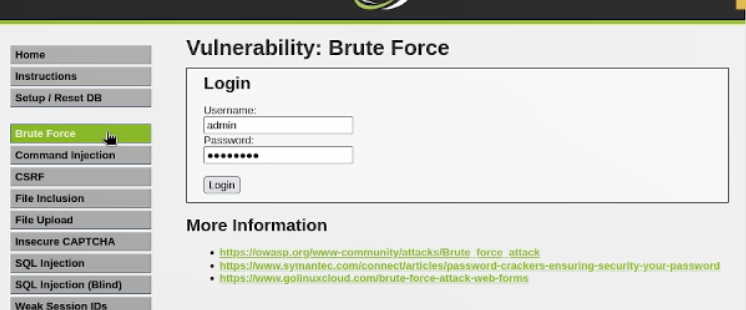 Home
Instructions
Setup / Reset DB
Brute Force
Command Injection
CSRF
File Inclusion
File Upload
Insecure CAPTCHA
SQL Injection
SQL Injection (Blind)
Weak Session IDs
Vulnerability: Brute Force
Login
Username:
admin
Password:
••••••••
Login
More Information
• https://owasp.org/www-community/attacks/Brute_force_attack
• https://www.symantec.com/connect/articles/password-crackers-ensuring-security-your-password
• https://www.golinuxcloud.com/brute-force-attack-web-forms